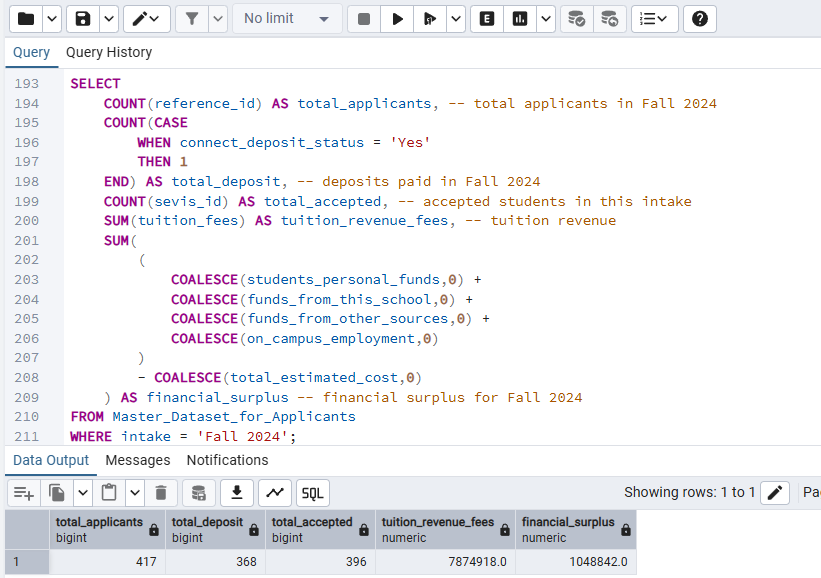 No limit
E
SQL
Query Query History
193 SELECT
194 COUNT(reference_id) AS total_applicants, -- total applicants in Fall 2024
195 COUNT(CASE
196 WHEN connect_deposit_status = 'Yes'
197 THEN 1
198 END) AS total_deposit, -- deposits paid in Fall 2024
199 COUNT(sevis_id) AS total_accepted, -- accepted students in this intake
200 SUM(tuition_fees) AS tuition_revenue_fees, -- tuition revenue
201 SUM(
202 (
203 COALESCE(students_personal_funds,0) +
204 COALESCE(funds_from_this_school,0) +
205 COALESCE(funds_from_other_sources,0) +
206 COALESCE(on_campus_employment,0)
207 )
208 - COALESCE(total_estimated_cost,0)
209 ) AS financial_surplus -- financial surplus for Fall 2024
210 FROM Master_Dataset_for_Applicants
211 WHERE intake = 'Fall 2024';
Data Output Messages Notifications
Showing rows: 1 to 1
total_applicants total_deposit total_accepted tuition_revenue_fees financial_surplus
bigint bigint bigint numeric numeric
1 417 368 396 7874918.0 1048842.0